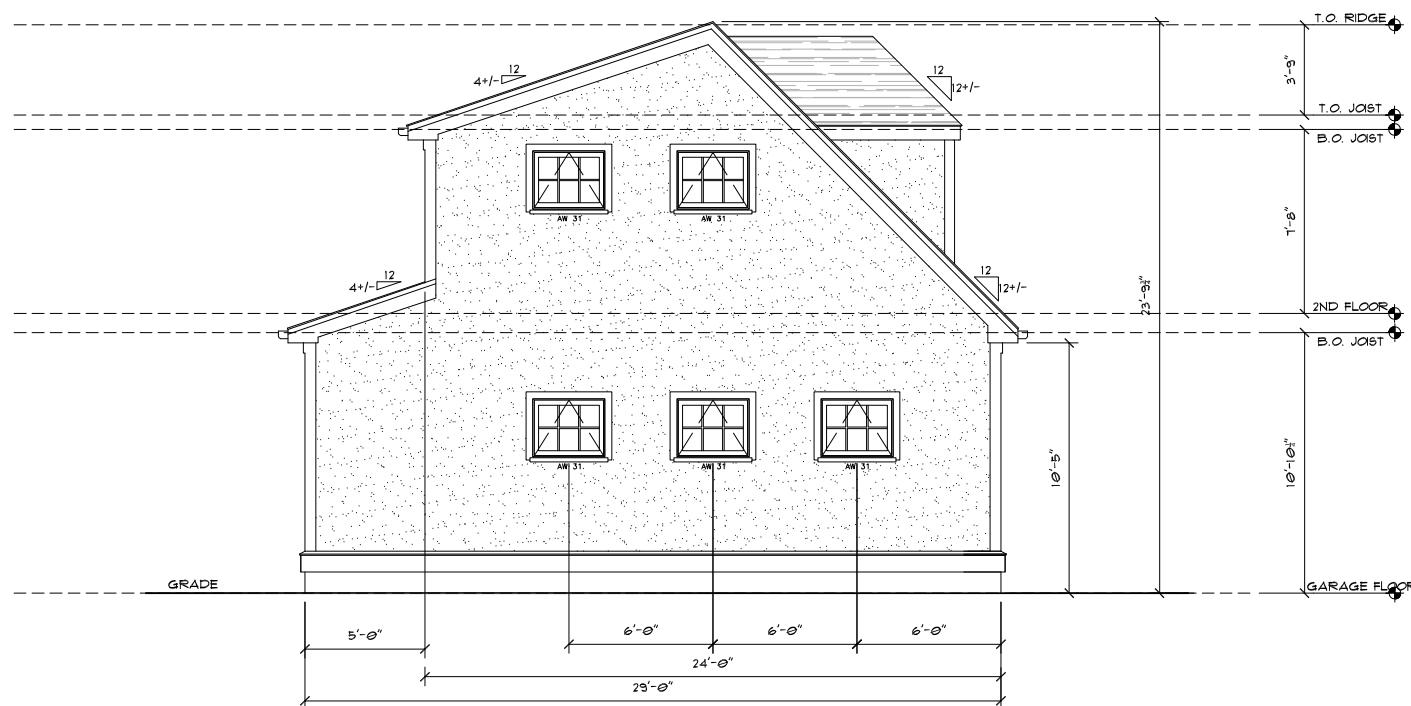 T.O. RIDGE
12
4+/-
12
12+/-
3'-9"
T.O. JOIST
B.O. JOIST
AW 31
AW 31
7'-8"
12
4+/-
12
12+/-
23'-9¾"
2ND FLOOR
B.O. JOIST
AW 31
AW 31
AW 31
10'-5"
10'-10½"
GRADE
GARAGE FLOOR
5'-0"
6'-0"
6'-0"
6'-0"
24'-0"
29'-0"